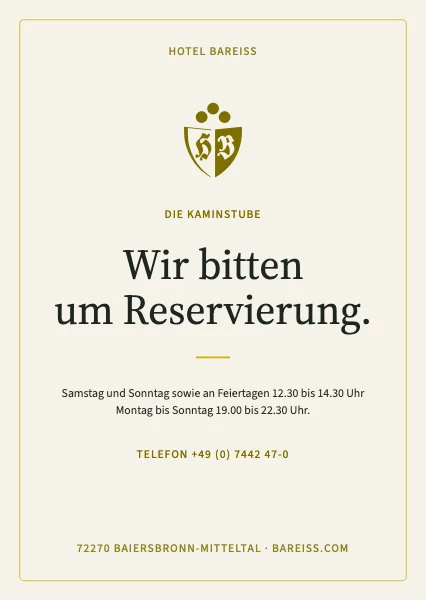 HOTEL BAREISS
H B
DIE KAMINSTUBE
Wir bitten
um Reservierung.
Samstag und Sonntag sowie an Feiertagen 12.30 bis 14.30 Uhr
Montag bis Sonntag 19.00 bis 22.30 Uhr.
TELEFON +49 (0) 7442 47-0
72270 BAIERSBRONN-MITTELTAL · BAREISS.COM